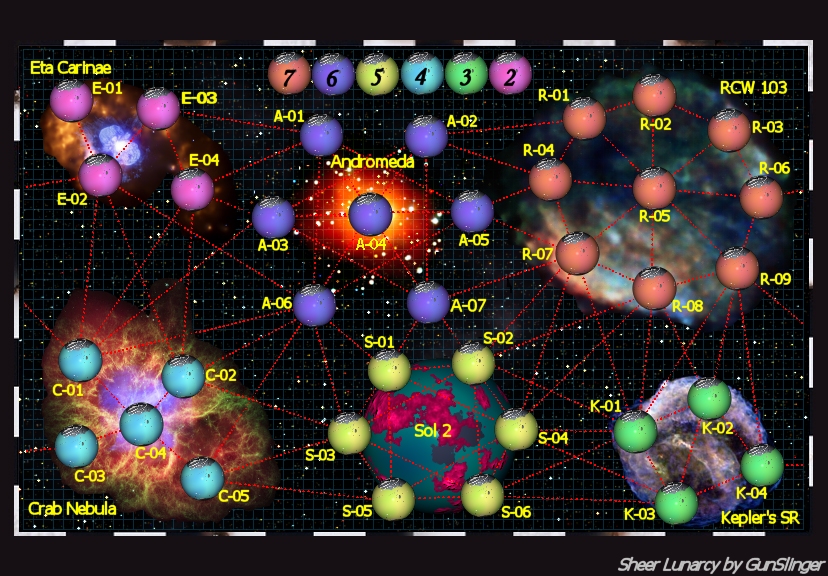 7 6 5 4 3 2
Eta Carinae
E-01
E-03
E-02
E-04
A-01
A-02
Andromeda
A-03
A-04
A-05
A-06
A-07
RCW 103
R-01
R-02
R-03
R-04
R-05
R-06
R-07
R-08
R-09
C-01
C-02
C-03
C-04
C-05
Crab Nebula
S-01
S-02
S-03
Sol 2
S-04
S-05
S-06
K-01
K-02
K-03
K-04
Kepler's SR
Sheer Lunarcy by GunSlinger